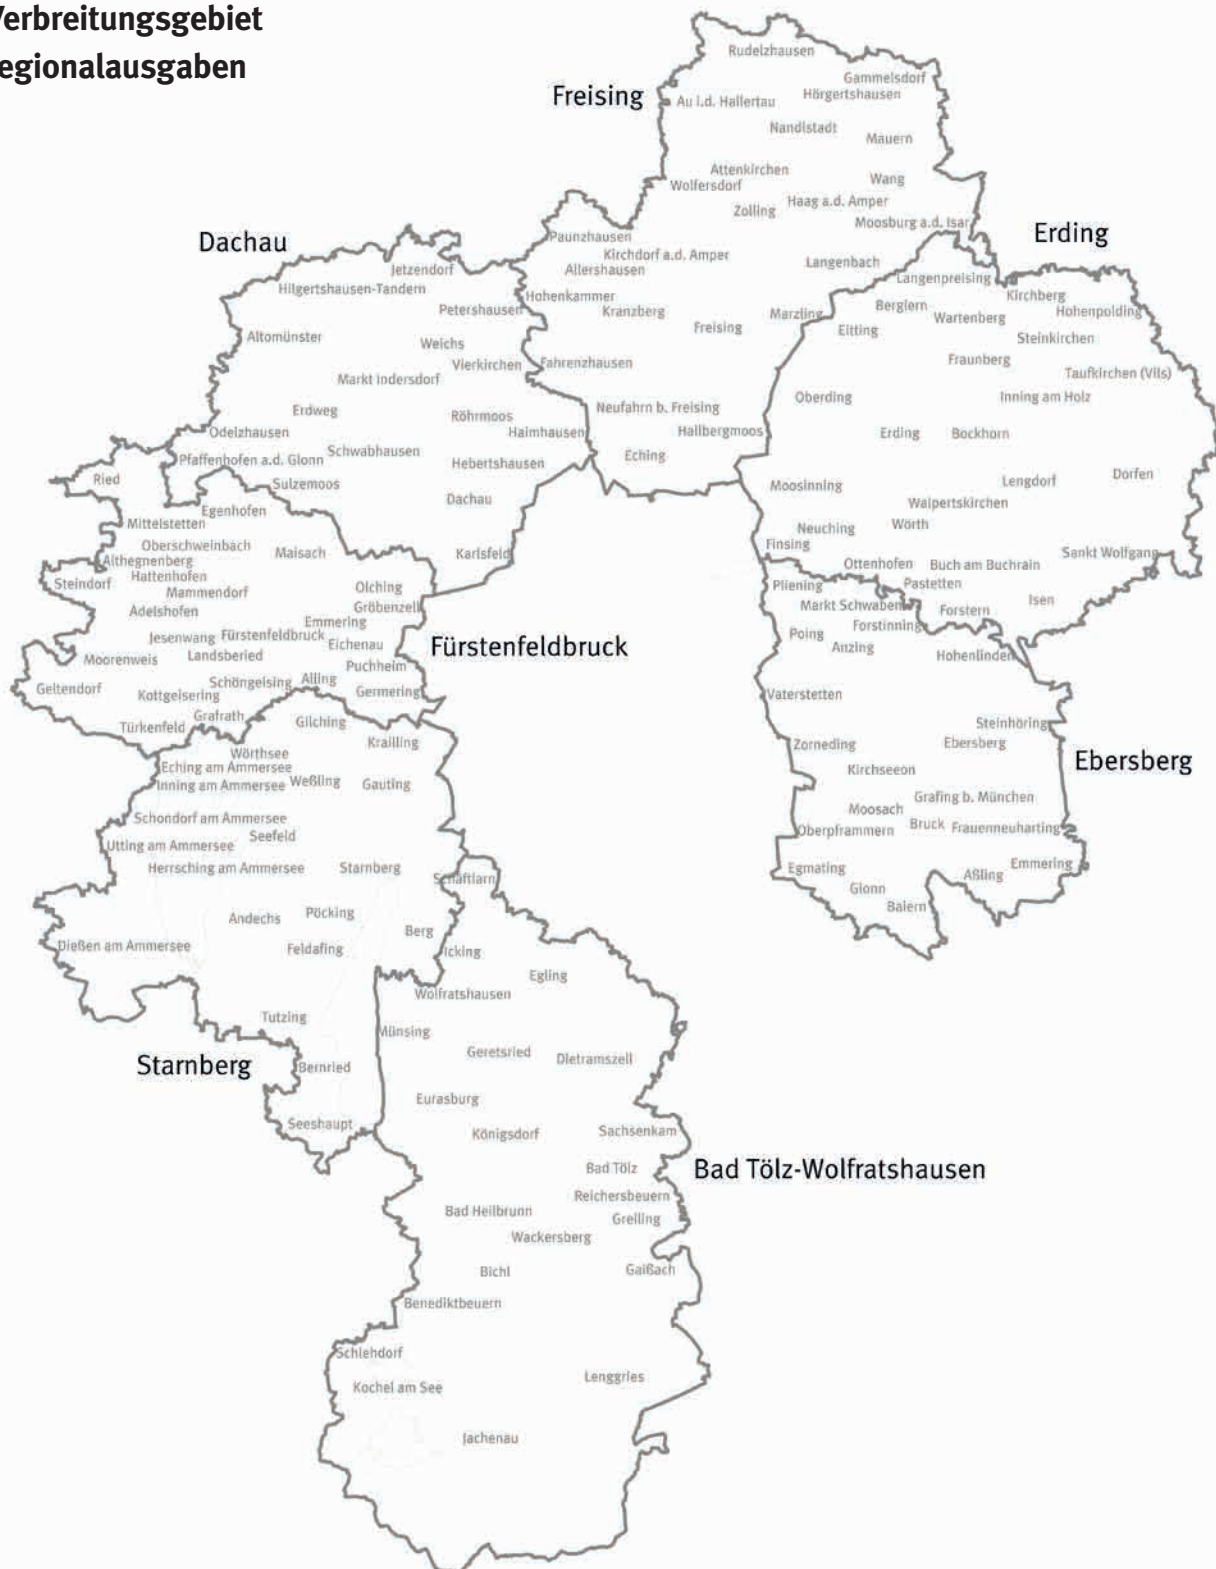 Verbreitungsgebiet
Regionalausgaben
Freising
Rudelzhausen
Gammelsdorf
Hörgertshausen
Au i.d. Hallertau
Nandlstadt
Mauern
Attenkirchen
Wang
Wolfersdorf
Haag a.d. Amper
Zolling
Moosburg a.d. Isar
Paunzhausen
Kirchdorf a.d. Amper
Langenbach
Allershausen
Hohenkammer
Kranzberg
Marzling
Freising
Fahrenzhausen
Neufahrn b. Freising
Hallbergmoos
Eching
Dachau
Jetzendorf
Hilgertshausen-Tandern
Petershausen
Altomünster
Weichs
Vierkirchen
Markt Indersdorf
Erdweg
Röhrmoos
Odelzhausen
Haimhausen
Schwabhausen
Pfaffenhofen a.d. Glonn
Hebertshausen
Sulzemoos
Dachau
Karlsfeld
Erding
Langenpreising
Kirchberg
Berglern
Hohenpolding
Wartenberg
Eitting
Steinkirchen
Fraunberg
Taufkirchen (Vils)
Oberding
Inning am Holz
Erding
Bockhorn
Dorfen
Lengdorf
Moosinning
Walpertskirchen
Wörth
Neuching
Finsing
Sankt Wolfgang
Ottenhofen
Buch am Buchrain
Pastetten
Isen
Forstern
Fürstenfeldbruck
Ried
Egenhofen
Mittelstetten
Oberschweinbach
Maisach
Althegnenberg
Hattenhofen
Steindorf
Mammendorf
Olching
Adelshofen
Gröbenzell
Emmering
Jesenwang
Fürstenfeldbruck
Eichenau
Moorenweis
Landsberied
Puchheim
Geltendorf
Schöngeising
Alling
Kottgeisering
Germering
Grafrath
Türkenfeld
Ebersberg
Pliening
Markt Schwaben
Forstinning
Poing
Anzing
Hohenlinden
Vaterstetten
Steinhöring
Zorneding
Ebersberg
Kirchseeon
Grafing b. München
Moosach
Oberpframmern
Bruck
Frauenneuharting
Egmating
Emmering
Aßling
Glonn
Baiern
Starnberg
Gilching
Krailling
Wörthsee
Eching am Ammersee
Inning am Ammersee
Weßling
Gauting
Schondorf am Ammersee
Seefeld
Utting am Ammersee
Herrsching am Ammersee
Starnberg
Andechs
Pöcking
Berg
Dießen am Ammersee
Feldafing
Tutzing
Bernried
Seeshaupt
Bad Tölz-Wolfratshausen
Schäftlarn
Icking
Egling
Wolfratshausen
Münsing
Geretsried
Dietramszell
Eurasburg
Königsdorf
Sachsenkam
Bad Tölz
Reichersbeuern
Bad Heilbrunn
Greiling
Wackersberg
Bichl
Gaißach
Benediktbeuern
Schlehdorf
Lenggries
Kochel am See
Jachenau